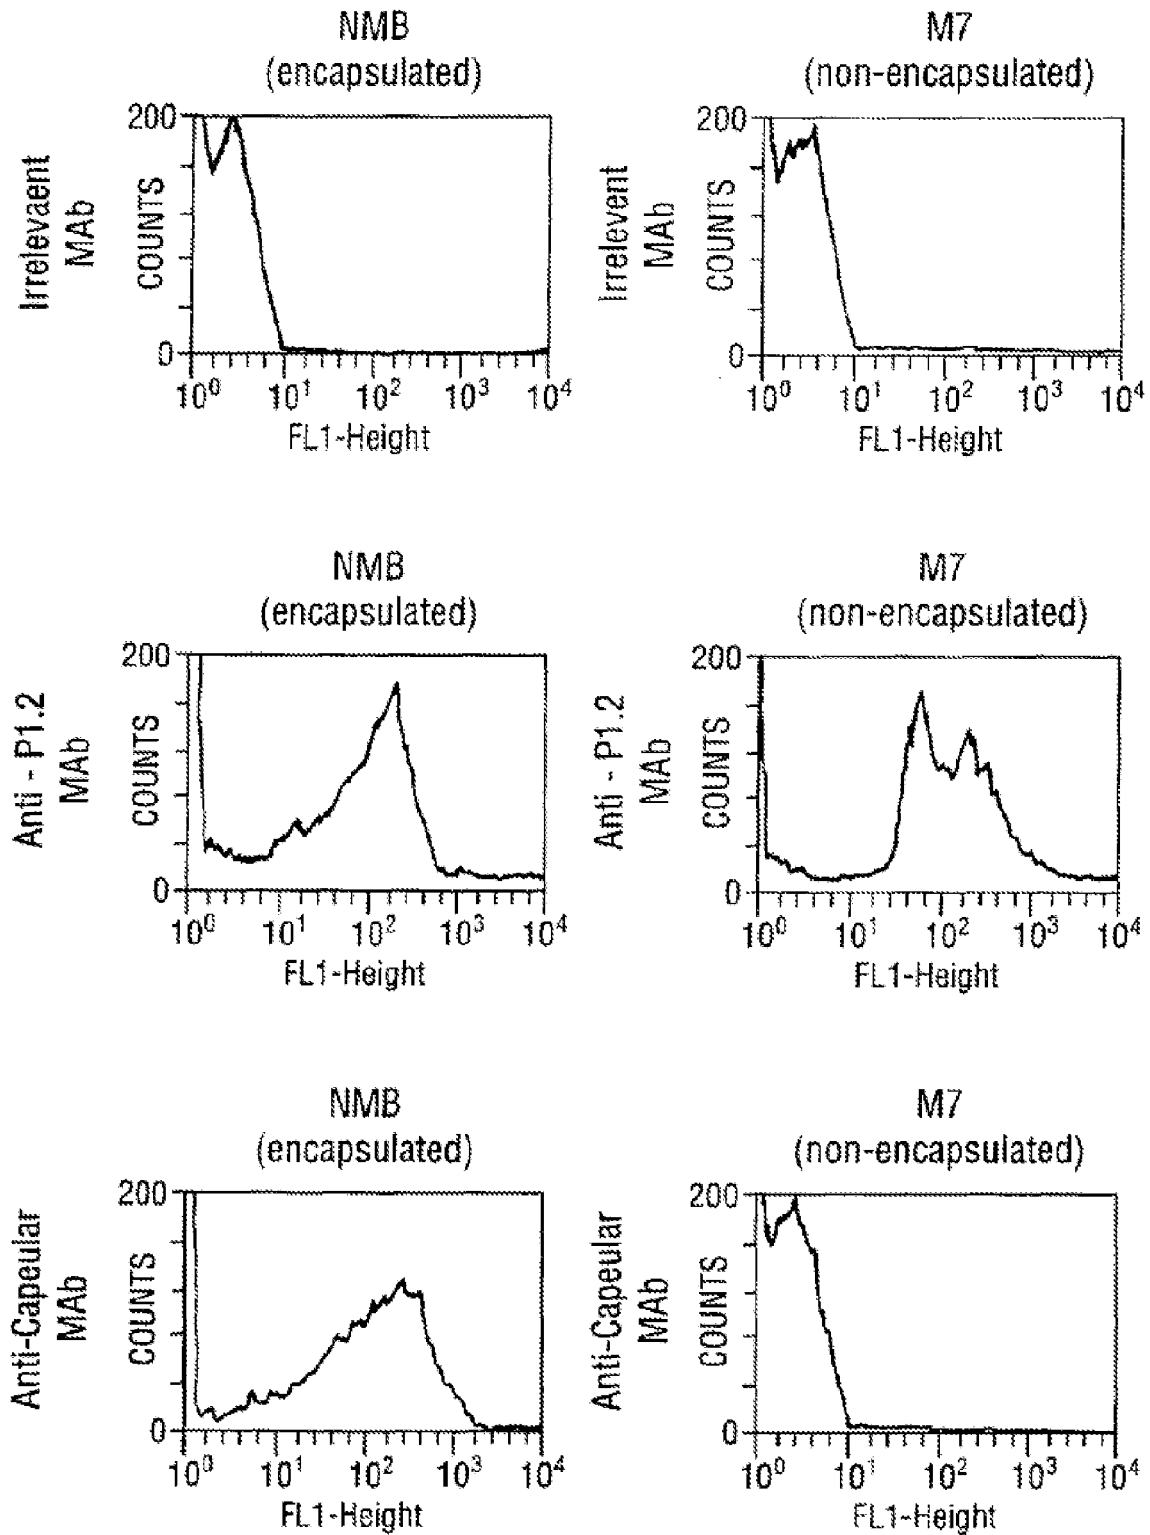 NMB
(encapsulated)
M7
(non-encapsulated)
Irrelevaent
MAb
COUNTS
200
0
10⁰ 10¹ 10² 10³ 10⁴
FL1-Height
Irrelevent
MAb
COUNTS
200
0
10⁰ 10¹ 10² 10³ 10⁴
FL1-Height
NMB
(encapsulated)
M7
(non-encapsulated)
Anti - P1.2
MAb
COUNTS
200
0
10⁰ 10¹ 10² 10³ 10⁴
FL1-Height
Anti - P1.2
MAb
COUNTS
200
0
10⁰ 10¹ 10² 10³ 10⁴
FL1-Height
NMB
(encapsulated)
M7
(non-encapsulated)
Anti-Capeular
MAb
COUNTS
200
0
10⁰ 10¹ 10² 10³ 10⁴
FL1-Height
Anti-Capeular
MAb
COUNTS
200
0
10⁰ 10¹ 10² 10³ 10⁴
FL1-Height